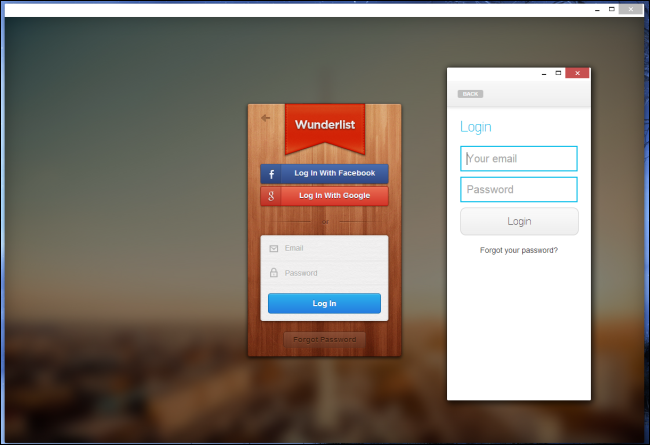 Wunderlist
f Log In With Facebook
g Log In With Google
or
Email
Password
Log In
Forgot Password
BACK
Login
Your email
Password
Login
Forgot your password?